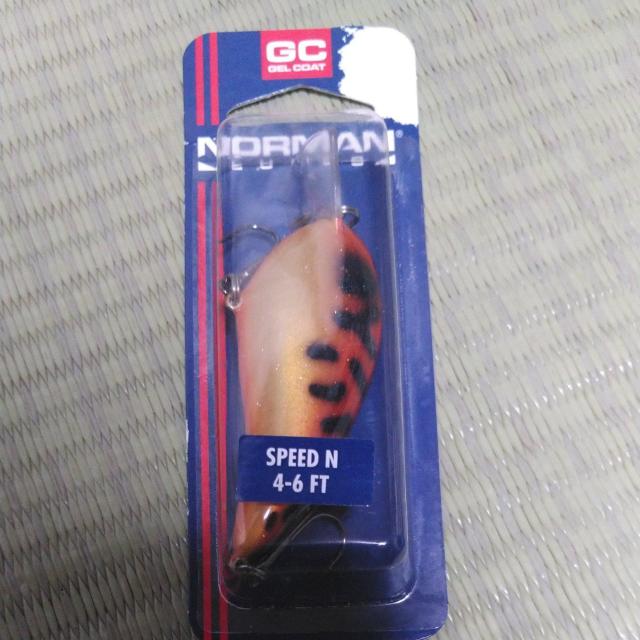 GC
GEL COAT
NORMAN®
SPEED N
4-6 FT